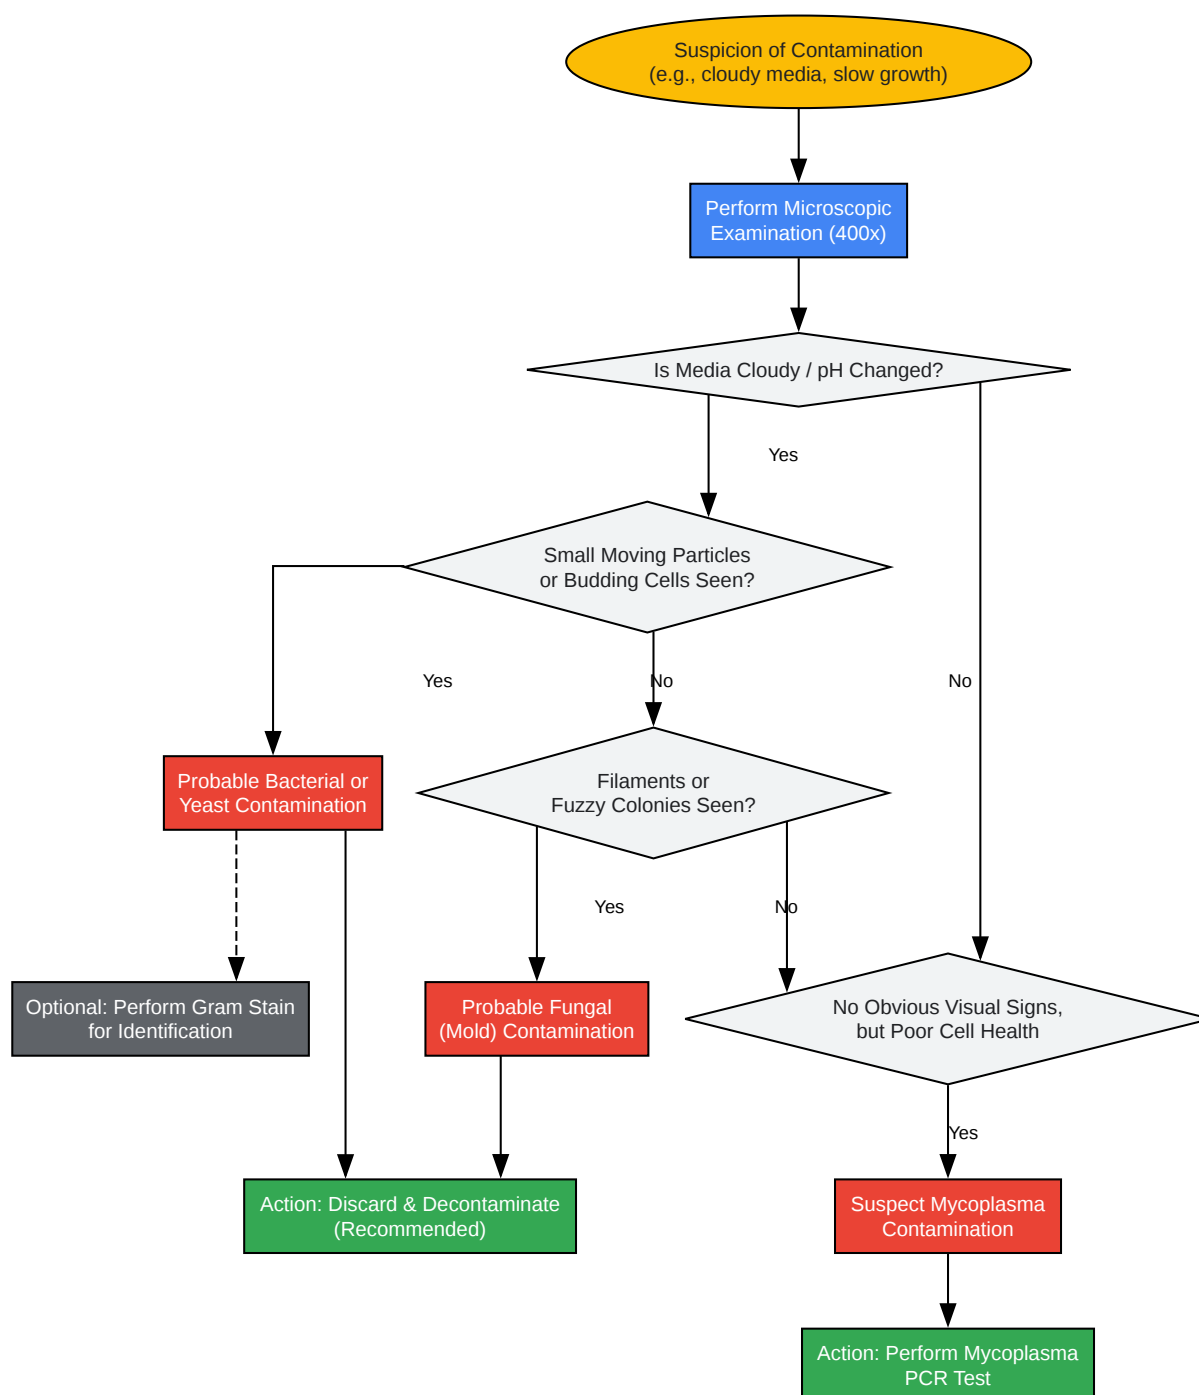 Suspicion of Contamination
(e.g., cloudy media, slow growth)
Perform Microscopic
Examination (400x)
Is Media Cloudy / pH Changed?
Yes
Small Moving Particles
or Budding Cells Seen?
Yes
No
No
Probable Bacterial or
Yeast Contamination
Filaments or
Fuzzy Colonies Seen?
Yes
No
Optional: Perform Gram Stain
for Identification
Probable Fungal
(Mold) Contamination
No Obvious Visual Signs,
but Poor Cell Health
Yes
Action: Discard & Decontaminate
(Recommended)
Suspect Mycoplasma
Contamination
Action: Perform Mycoplasma
PCR Test